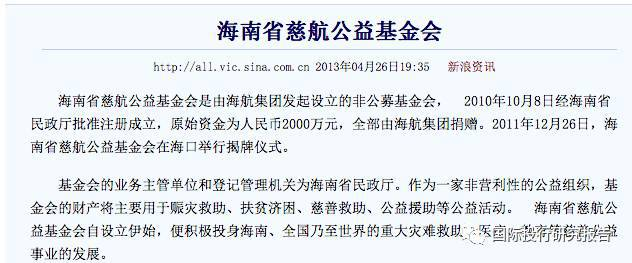 海南省慈航公益基金会
http://all.vic.sina.com.cn 2013年04月26日19:35 新浪资讯
海南省慈航公益基金会是由海航集团发起设立的非公募基金会， 2010年10月8日经海南省
民政厅批准注册成立，原始资金为人民币2000万元，全部由海航集团捐赠。2011年12月26日，海
南省慈航公益基金会在海口举行揭牌仪式。
基金会的业务主管单位和登记管理机关为海南省民政厅。作为一家非营利性的公益组织，基
金会的财产将主要用于赈灾救助、扶贫济困、慈善救助、公益援助等公益活动。 海南省慈航公
益基金会自设立伊始，便积极投身海南、全国乃至世界的重大灾难救助、医
事业的发展。
国际投行研究报告